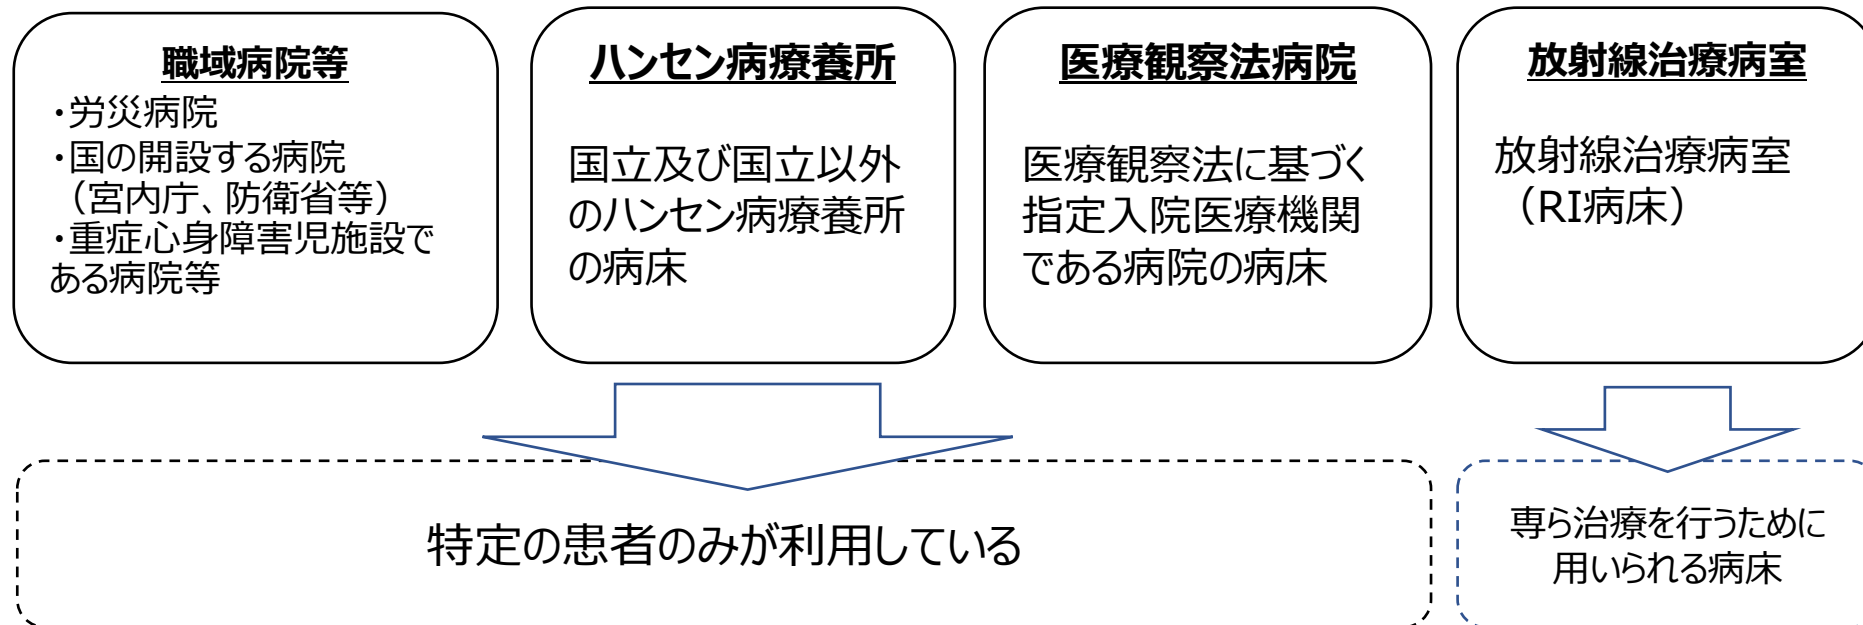 職域病院等
・労災病院
・国の開設する病院
（宮内庁、防衛省等）
・重症心身障害児施設で
ある病院等
ハンセン病療養所
国立及び国立以外
のハンセン病療養所
の病床
医療観察法病院
医療観察法に基づく
指定入院医療機関
である病院の病床
放射線治療病室
放射線治療病室
（RI病床）
特定の患者のみが利用している
専ら治療を行うために
用いられる病床